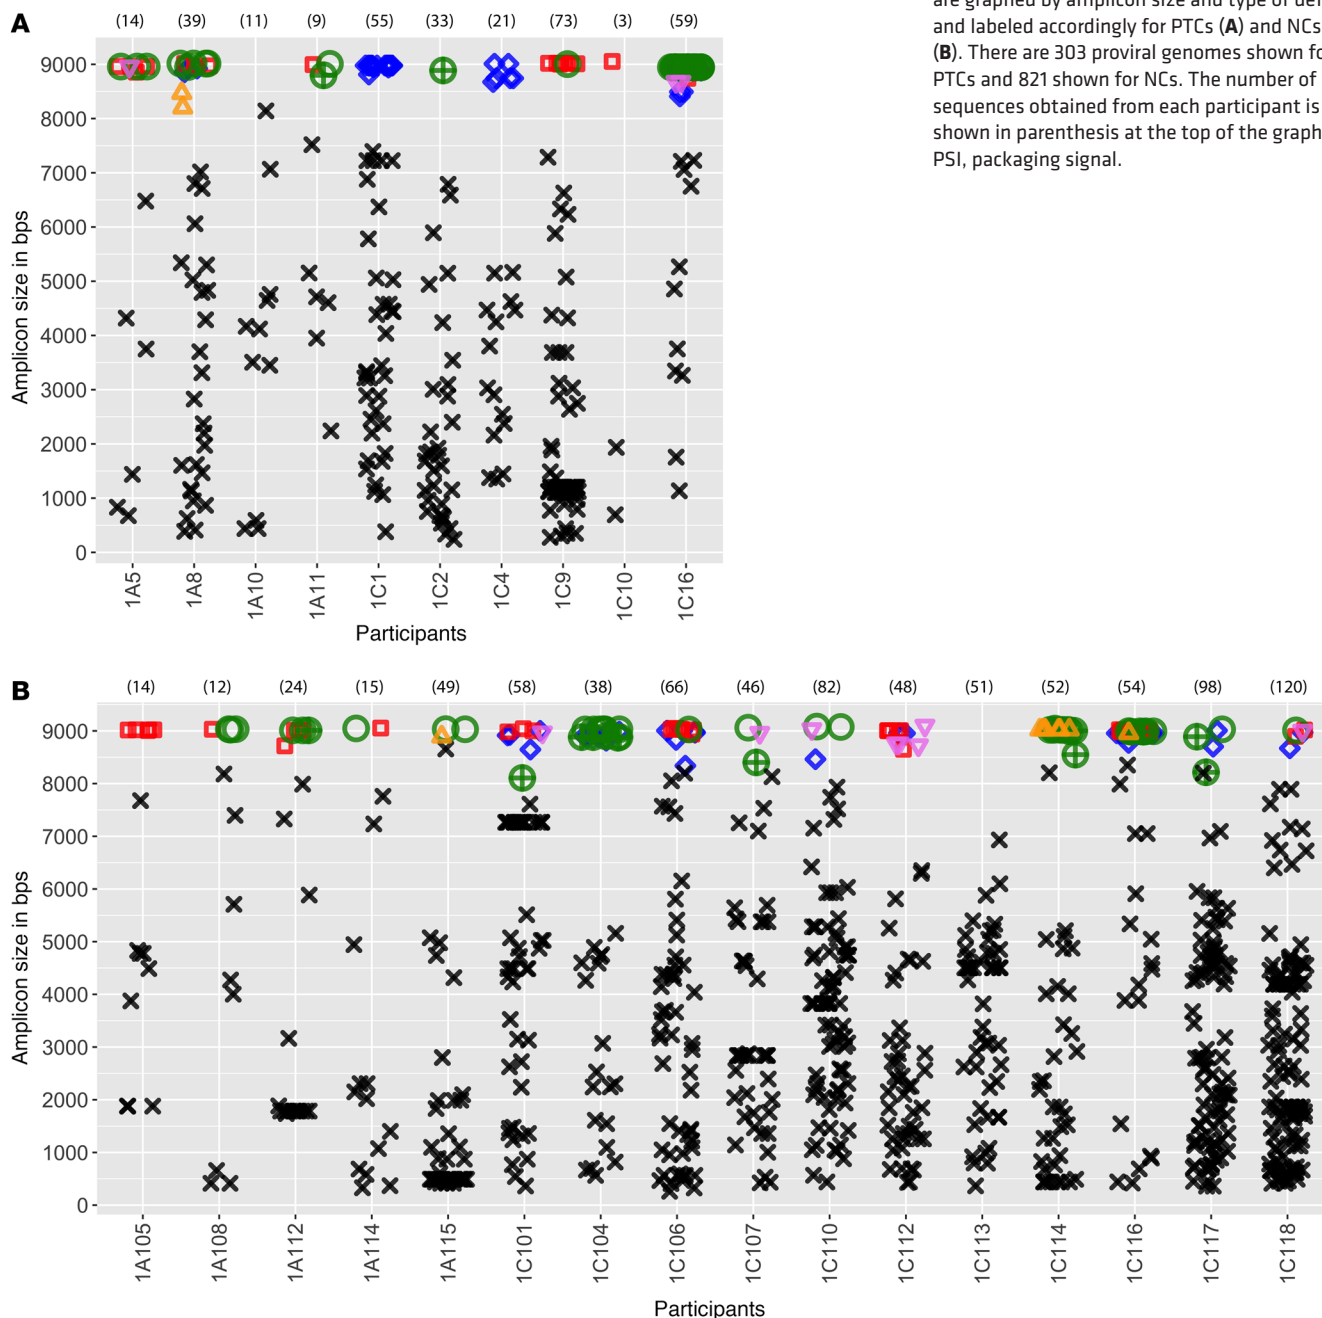 are graphed by amplicon size and type of def
and labeled accordingly for PTCs (A) and NCs
(B). There are 303 proviral genomes shown fo
PTCs and 821 shown for NCs. The number of
sequences obtained from each participant is
shown in parenthesis at the top of the graph
PSI, packaging signal.
A
(14) (39) (11) (9) (55) (33) (21) (73) (3) (59)
Amplicon size in bps
9000
8000
7000
6000
5000
4000
3000
2000
1000
0
1A5 1A8 1A10 1A11 1C1 1C2 1C4 1C9 1C10 1C16
Participants
B
(14) (12) (24) (15) (49) (58) (38) (66) (46) (82) (48) (51) (52) (54) (98) (120)
Amplicon size in bps
9000
8000
7000
6000
5000
4000
3000
2000
1000
0
1A105 1A108 1A112 1A114 1A115 1C101 1C104 1C106 1C107 1C110 1C112 1C113 1C114 1C116 1C117 1C118
Participants